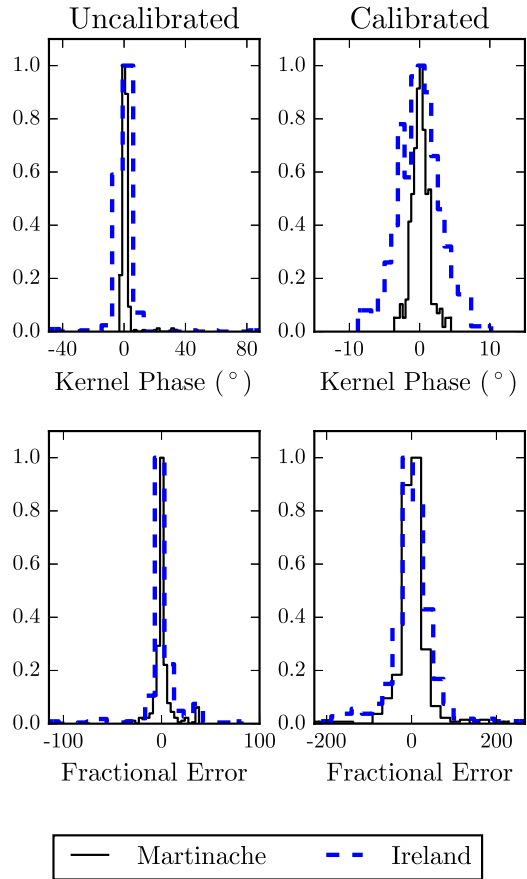 Uncalibrated Calibrated
1.0 1.0
0.8 0.8
0.6 0.6
0.4 0.4
0.2 0.2
0.0 0.0
-40 0 40 80 -10 0 10
Kernel Phase (°) Kernel Phase (°)
1.0 1.0
0.8 0.8
0.6 0.6
0.4 0.4
0.2 0.2
0.0 0.0
-100 0 100 -200 0 200
Fractional Error Fractional Error
Martinache Ireland